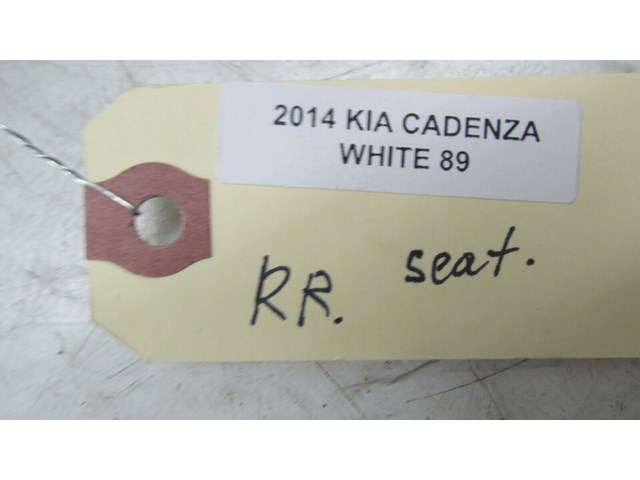 2014 KIA CADENZA
WHITE 89
RR. seat.